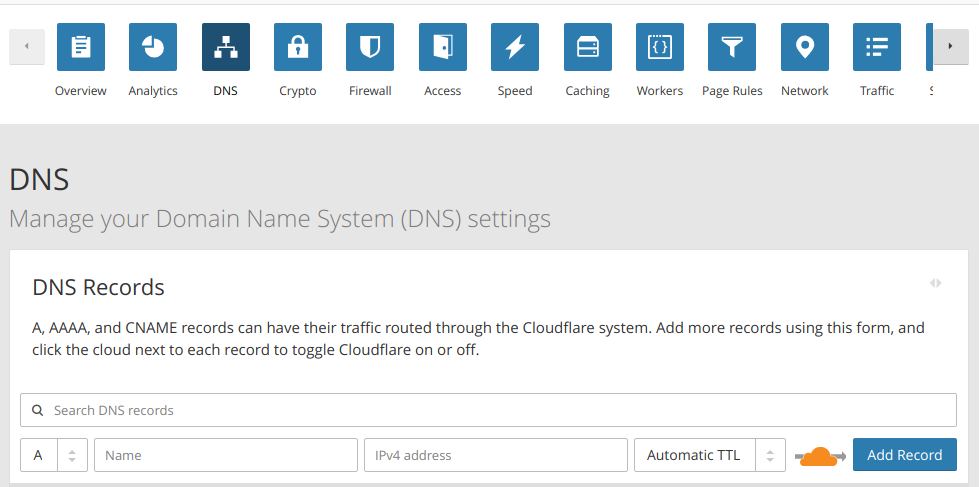 Overview Analytics DNS Crypto Firewall Access Speed Caching Workers Page Rules Network Traffic
DNS
Manage your Domain Name System (DNS) settings
DNS Records
A, AAAA, and CNAME records can have their traffic routed through the Cloudflare system. Add more records using this form, and
click the cloud next to each record to toggle Cloudflare on or off.
Search DNS records
A Name IPv4 address Automatic TTL Add Record